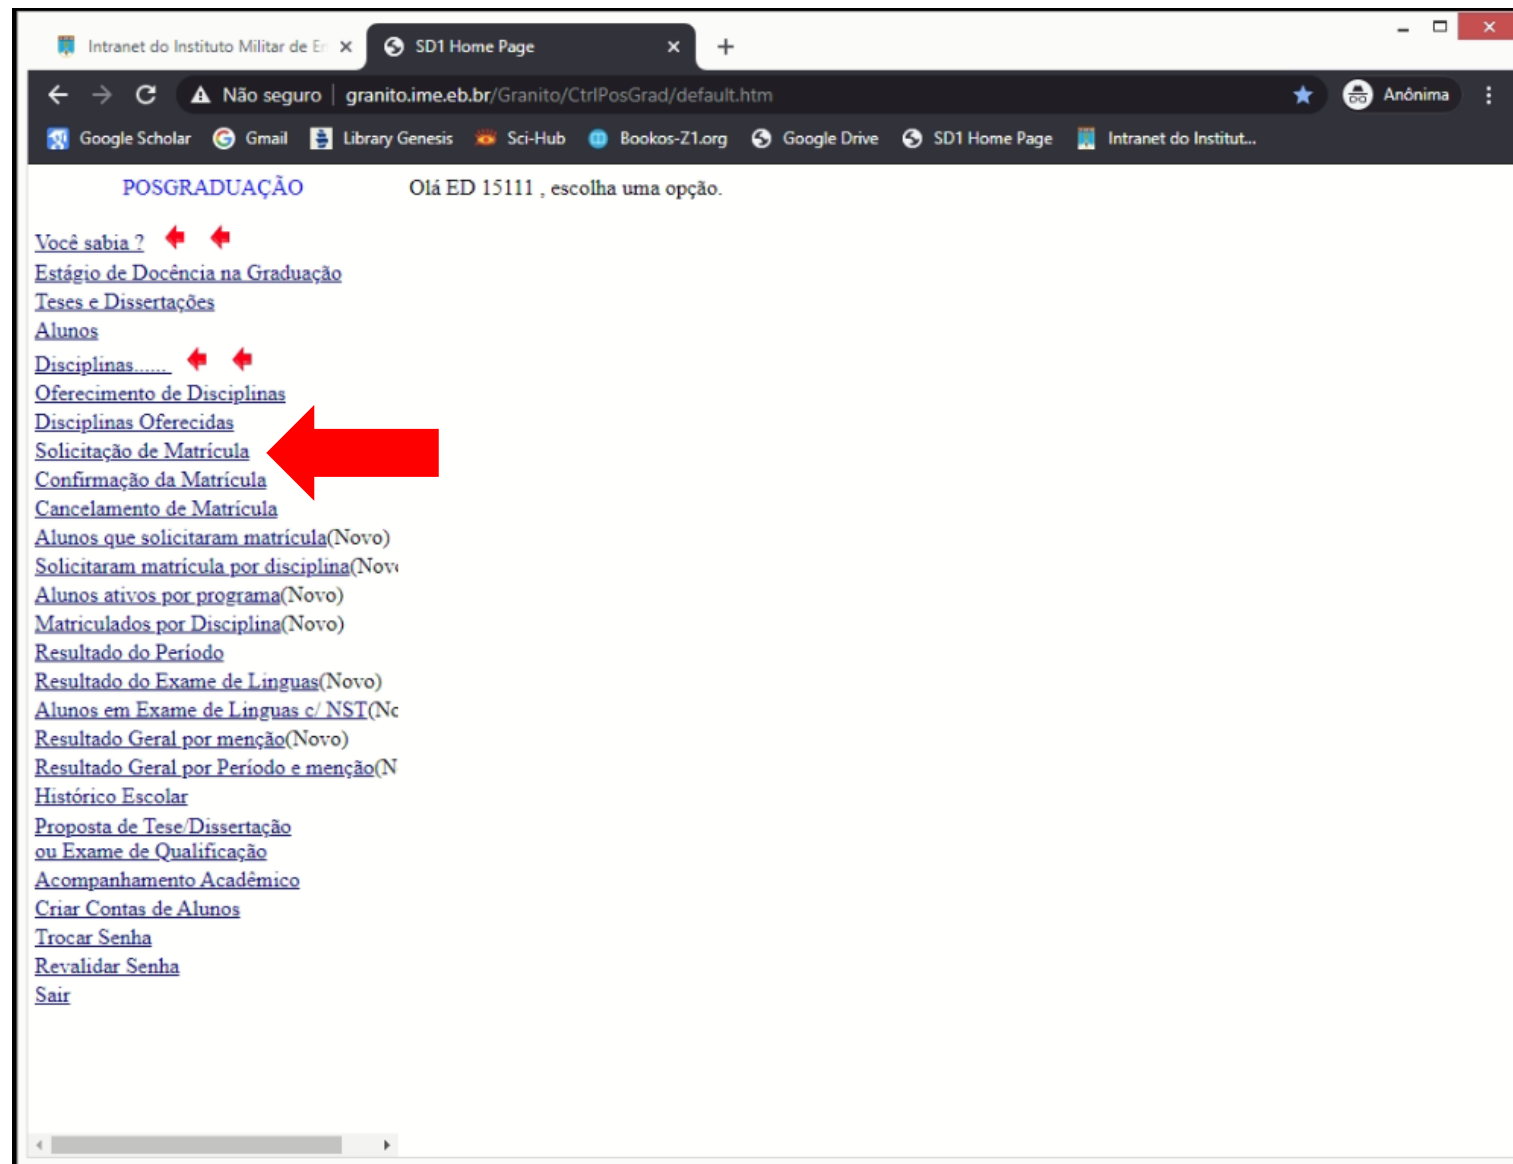 Intranet do Instituto Militar de En
SD1 Home Page
Não seguro | granito.ime.eb.br/Granito/CtrlPosGrad/default.htm
Anônima
Google Scholar
Gmail
Library Genesis
Sci-Hub
Bookos-Z1.org
Google Drive
SD1 Home Page
Intranet do Institut...
POSGRADUAÇÃO
Olá ED 15111 , escolha uma opção.
Você sabia ?
Estágio de Docência na Graduação
Teses e Dissertações
Alunos
Disciplinas......
Oferecimento de Disciplinas
Disciplinas Oferecidas
Solicitação de Matrícula
Confirmação da Matrícula
Cancelamento de Matrícula
Alunos que solicitaram matrícula(Novo)
Solicitaram matrícula por disciplina(Novo
Alunos ativos por programa(Novo)
Matriculados por Disciplina(Novo)
Resultado do Período
Resultado do Exame de Linguas(Novo)
Alunos em Exame de Linguas c/ NST(No
Resultado Geral por menção(Novo)
Resultado Geral por Período e menção(N
Histórico Escolar
Proposta de Tese/Dissertação
ou Exame de Qualificação
Acompanhamento Acadêmico
Criar Contas de Alunos
Trocar Senha
Revalidar Senha
Sair